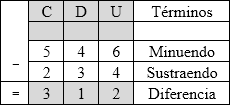 C D U Términos
5 4 6 Minuendo
– 2 3 4 Sustraendo
= 3 1 2 Diferencia